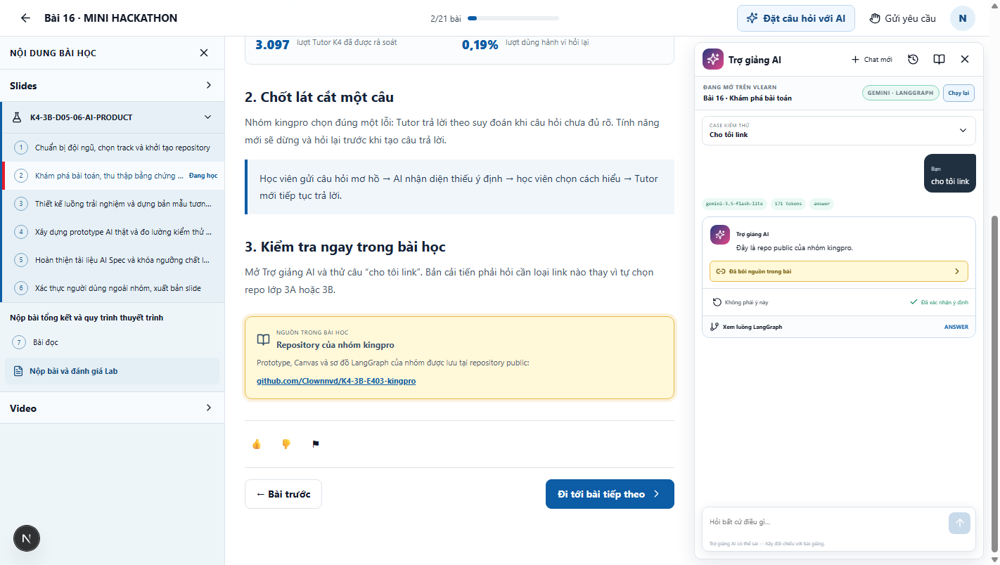 Bài 16 · MINI HACKATHON
2/21 bài
Đặt câu hỏi với AI
Gửi yêu cầu
N
NỘI DUNG BÀI HỌC
Slides
K4-3B-D05-06-AI-PRODUCT
1 Chuẩn bị đội ngũ, chọn track và khởi tạo repository
2 Khám phá bài toán, thu thập bằng chứng ... Đang học
3 Thiết kế luồng trải nghiệm và dựng bản mẫu tươn...
4 Xây dựng prototype AI thật và đo lường kiểm thử ...
5 Hoàn thiện tài liệu AI Spec và khóa ngưỡng chất l...
6 Xác thực người dùng ngoài nhóm, xuất bản slide
Nộp bài tổng kết và quy trình thuyết trình
7 Bài đọc
Nộp bài và đánh giá Lab
Video
N
3.097 lượt Tutor K4 đã được rà soát
0,19% lượt dùng hành vi hỏi lại
2. Chốt lát cắt một câu
Nhóm kingpro chọn đúng một lỗi: Tutor trả lời theo suy đoán khi câu hỏi chưa đủ rõ. Tính năng
mới sẽ dừng và hỏi lại trước khi tạo câu trả lời.
Học viên gửi câu hỏi mơ hồ → AI nhận diện thiếu ý định → học viên chọn cách hiểu → Tutor
mới tiếp tục trả lời.
3. Kiểm tra ngay trong bài học
Mở Trợ giảng AI và thử câu “cho tôi link”. Bản cải tiến phải hỏi cần loại link nào thay vì tự chọn
repo lớp 3A hoặc 3B.
NGUỒN TRONG BÀI HỌC
Repository của nhóm kingpro
Prototype, Canvas và sơ đồ LangGraph của nhóm được lưu tại repository public:
github.com/Clownnvd/K4-3B-E403-kingpro
← Bài trước
Đi tới bài tiếp theo
Trợ giảng AI
Chat mới
ĐANG MỞ TRÊN VLEARN
Bài 16 · Khám phá bài toán
GEMINI · LANGGRAPH
Chạy lại
CASE KIỂM THỬ
Cho tôi link
Bạn
cho tôi link
gemini-3.5-flash-lite
171 tokens
answer
Trợ giảng AI
Đây là repo public của nhóm kingpro.
Đã bôi nguồn trong bài
Không phải ý này
Đã xác nhận ý định
Xem luồng LangGraph
ANSWER
Hỏi bất cứ điều gì...
Trợ giảng AI có thể sai — hãy đối chiếu với bài giảng.